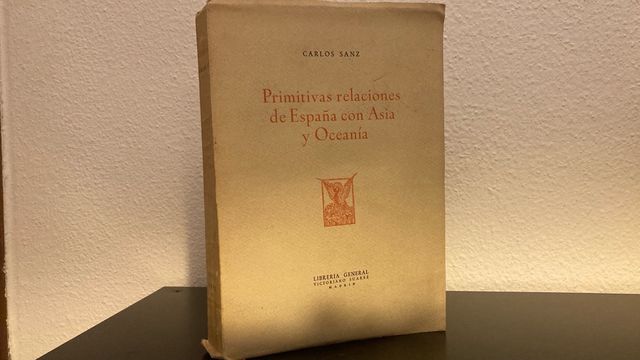 CARLOS SANZ
Primitivas relaciones
de España con Asia
y Oceanía
LIBRERIA GENERAL
VICTORIANO SUAREZ
MADRID